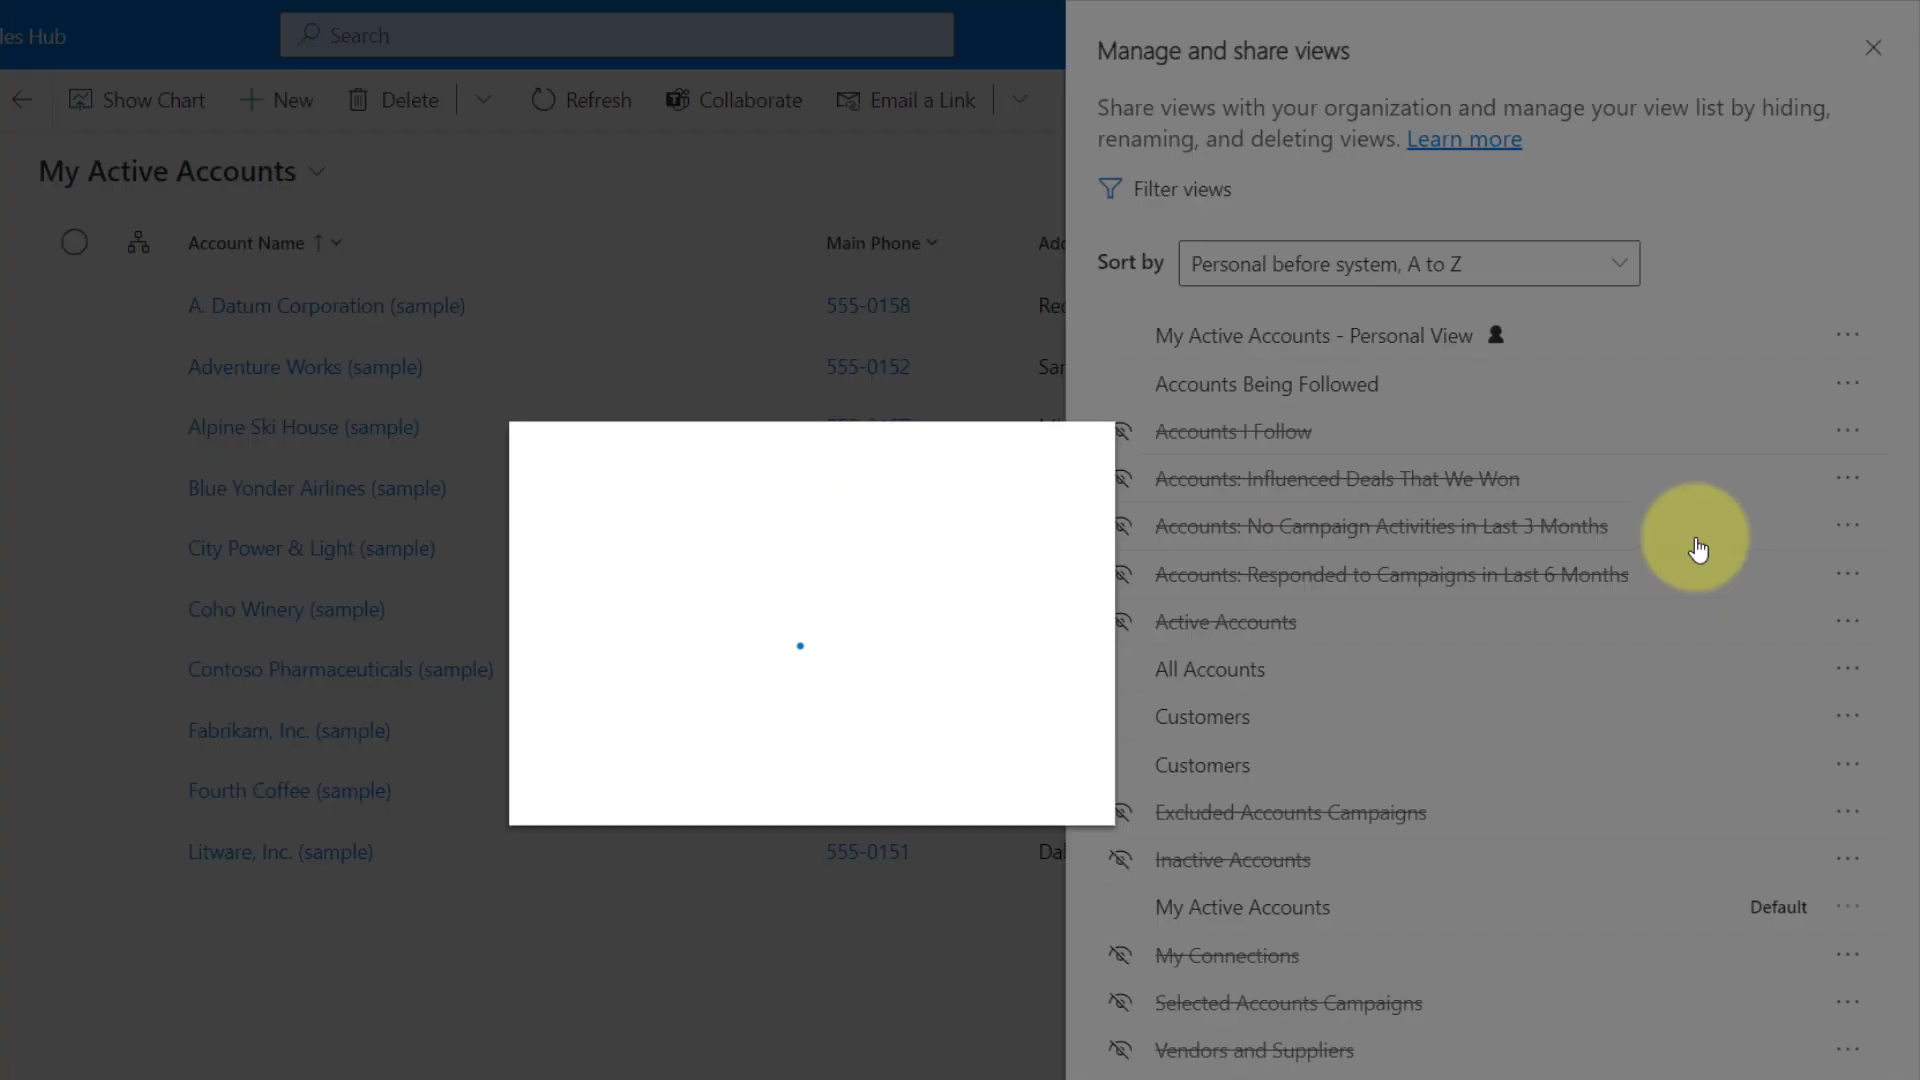 les Hub
Search
Show Chart
New
Delete
Refresh
Collaborate
Email a Link
My Active Accounts
Account Name
Main Phone
A. Datum Corporation (sample)
555-0158
Adventure Works (sample)
555-0152
Alpine Ski House (sample)
Blue Yonder Airlines (sample)
City Power & Light (sample)
Coho Winery (sample)
Contoso Pharmaceuticals (sample)
Fabrikam, Inc. (sample)
Fourth Coffee (sample)
Litware, Inc. (sample)
555-0151
Manage and share views
Share views with your organization and manage your view list by hiding,
renaming, and deleting views. Learn more
Filter views
Sort by
Personal before system, A to Z
My Active Accounts - Personal View
Accounts Being Followed
Accounts I Follow
Accounts: Influenced Deals That We Won
Accounts: No Campaign Activities in Last 3 Months
Accounts: Responded to Campaigns in Last 6 Months
Active Accounts
All Accounts
Customers
Customers
Excluded Accounts Campaigns
Inactive Accounts
My Active Accounts
Default
My Connections
Selected Accounts Campaigns
Vendors and Suppliers